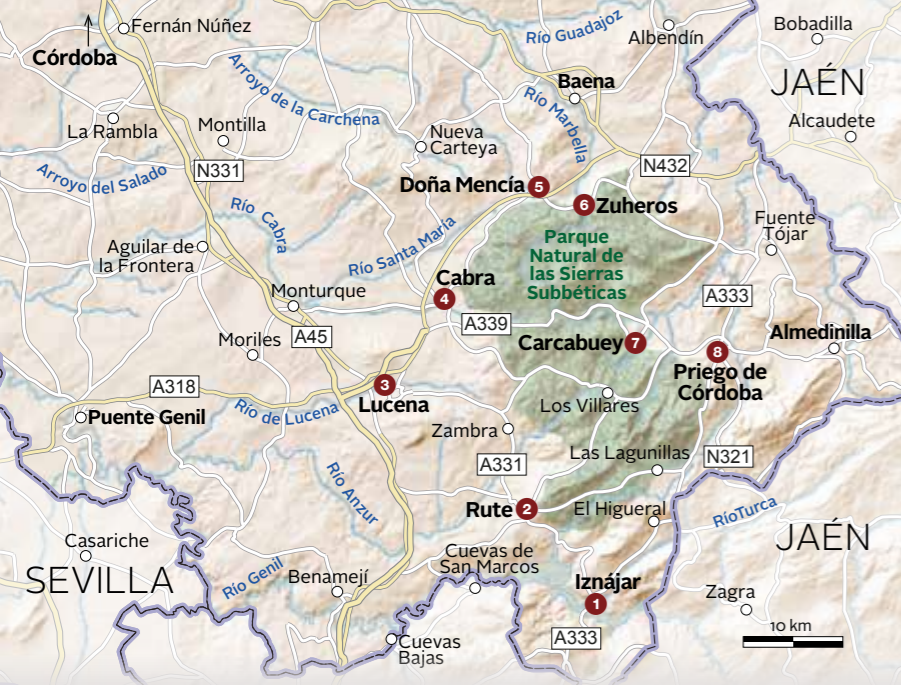 Fernán Núñez
Córdoba
Río Guadajoz
Albendín
Bobadilla
JAÉN
Baena
Arroyo de la Carchena
Río Marbella
La Rambla
Montilla
Nueva
Carteya
Alcaudete
N331
Arroyo del Salado
N432
Doña Mencía
5
6
Zuheros
Río Cabra
Río Santa María
Fuente
Tójar
Aguilar de
la Frontera
Parque
Natural de
las Sierras
Subbéticas
Cabra
4
Monturque
A333
A339
A45
Moriles
Carcabuey
7
8
Almedinilla
Priego de
Córdoba
A318
3
Lucena
Puente Genil
Río de Lucena
Los Villares
Zambra
Las Lagunillas
A331
N321
Río Anzur
Rute
2
El Higueral
RíoTurca
JAÉN
Casariche
SEVILLA
Río Genil
Benamejí
Cuevas de
San Marcos
Iznájar
1
Zagra
A333
10 km
Cuevas
Bajas